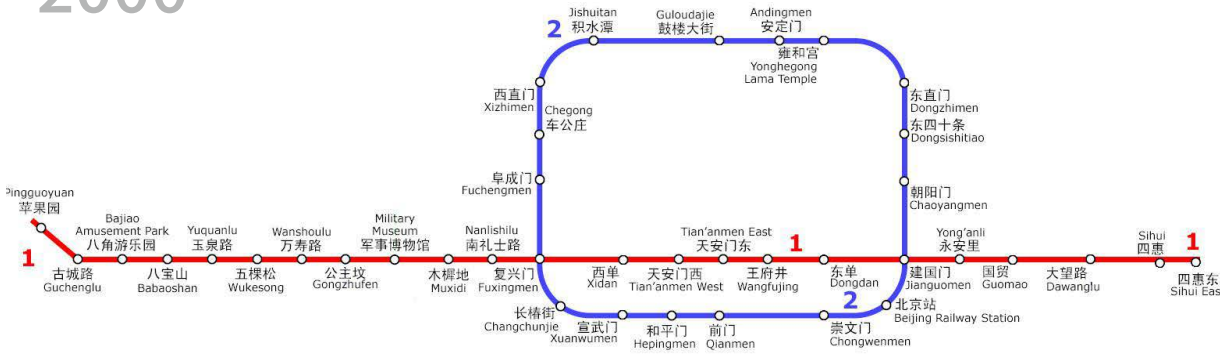 2000
2
Jishuitan
积水潭
Guloudajie
鼓楼大街
Andingmen
安定门
雍和宫
Yonghegong
Lama Temple
西直门
Xizhimen
Chegong
车公庄
阜成门
Fuchengmen
东直门
Dongzhimen
东四十条
Dongsishitiao
朝阳门
Chaoyangmen
Pingguoyuan
苹果园
1
古城路
Guchenglu
Bajiao
Amusement Park
八角游乐园
八宝山
Babaoshan
Yuquanlu
玉泉路
五棵松
Wukesong
Wanshoulu
万寿路
公主坟
Gongzhufen
Military
Museum
军事博物馆
木樨地
Muxidi
Nanlishilu
南礼士路
复兴门
Fuxingmen
西单
Xidan
天安门西
Tian'anmen West
Tian'anmen East
天安门东
王府井
Wangfujing
1
东单
Dongdan
建国门
Jianguomen
Yong'anli
永安里
国贸
Guomao
大望路
Dawanglu
Sihui
四惠
1
四惠东
Sihui East
长椿街
Changchunjie
宣武门
Xuanwumen
和平门
Hepingmen
前门
Qianmen
2
崇文门
Chongwenmen
北京站
Beijing Railway Station